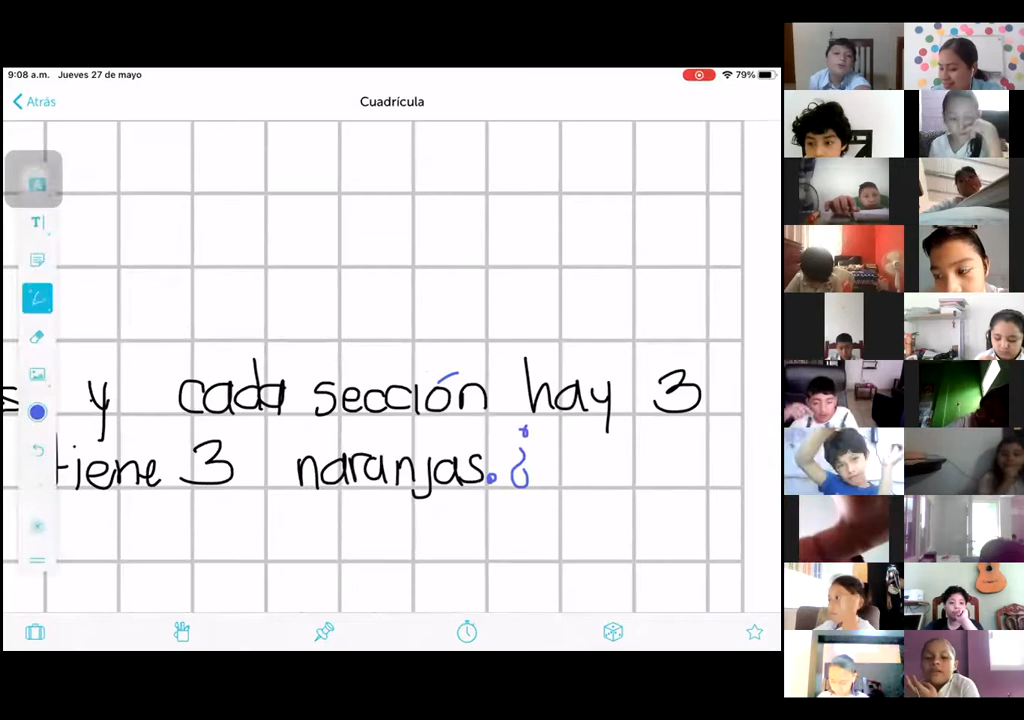 9:08 a.m. Jueves 27 de mayo
79%
Atrás
Cuadrícula
A
T
y cada sección hay 3
tiene 3 naranjas. ¿